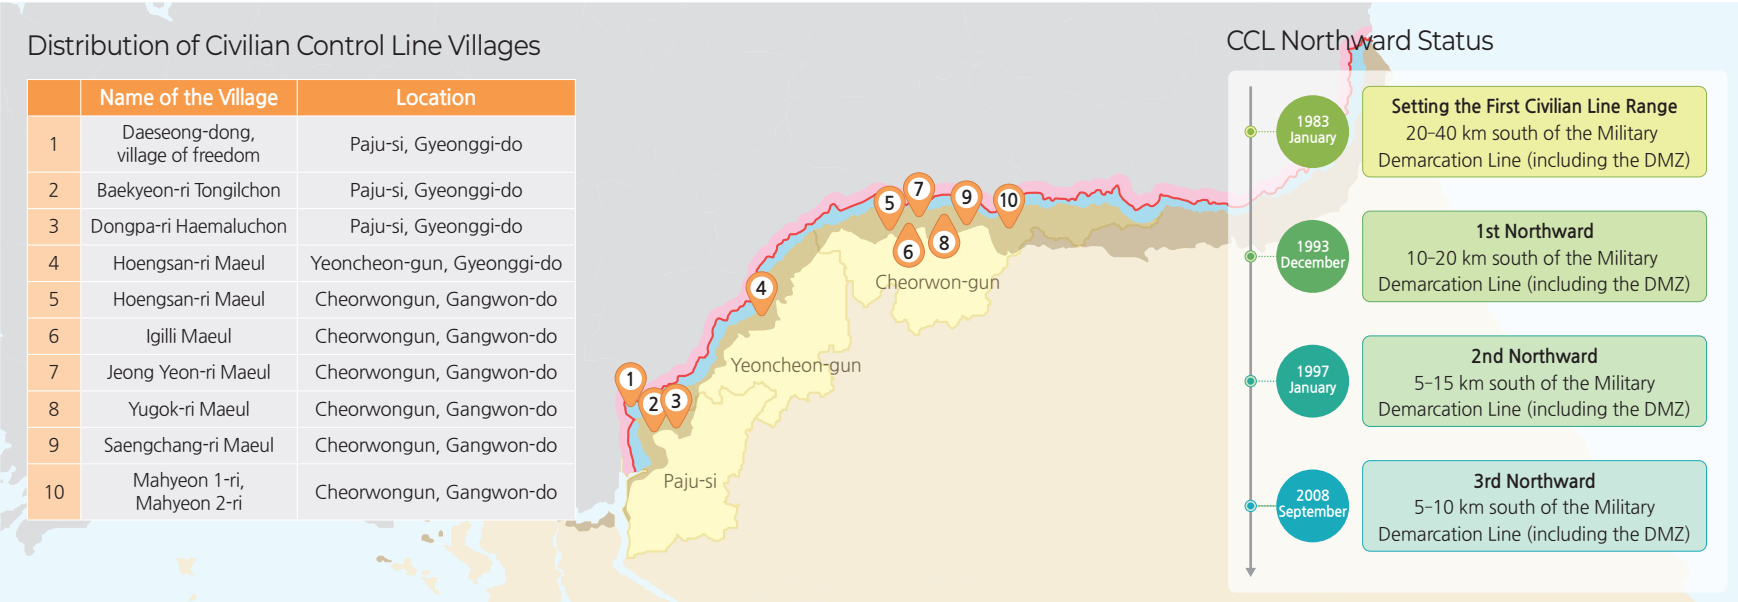 Distribution of Civilian Control Line Villages
Name of the Village
Location
1
Daeseong-dong,
village of freedom
Paju-si, Gyeonggi-do
2
Baekyeon-ri Tongilchon
Paju-si, Gyeonggi-do
3
Dongpa-ri Haemaluchon
Paju-si, Gyeonggi-do
4
Hoengsan-ri Maeul
Yeoncheon-gun, Gyeonggi-do
5
Hoengsan-ri Maeul
Cheorwongun, Gangwon-do
6
Igilli Maeul
Cheorwongun, Gangwon-do
7
Jeong Yeon-ri Maeul
Cheorwongun, Gangwon-do
8
Yugok-ri Maeul
Cheorwongun, Gangwon-do
9
Saengchang-ri Maeul
Cheorwongun, Gangwon-do
10
Mahyeon 1-ri,
Mahyeon 2-ri
Cheorwongun, Gangwon-do
1
2
3
4
5
6
7
8
9
10
Cheorwon-gun
Yeoncheon-gun
Paju-si
CCL Northward Status
1983
January
Setting the First Civilian Line Range
20-40 km south of the Military
Demarcation Line (including the DMZ)
1993
December
1st Northward
10-20 km south of the Military
Demarcation Line (including the DMZ)
1997
January
2nd Northward
5-15 km south of the Military
Demarcation Line (including the DMZ)
2008
September
3rd Northward
5-10 km south of the Military
Demarcation Line (including the DMZ)